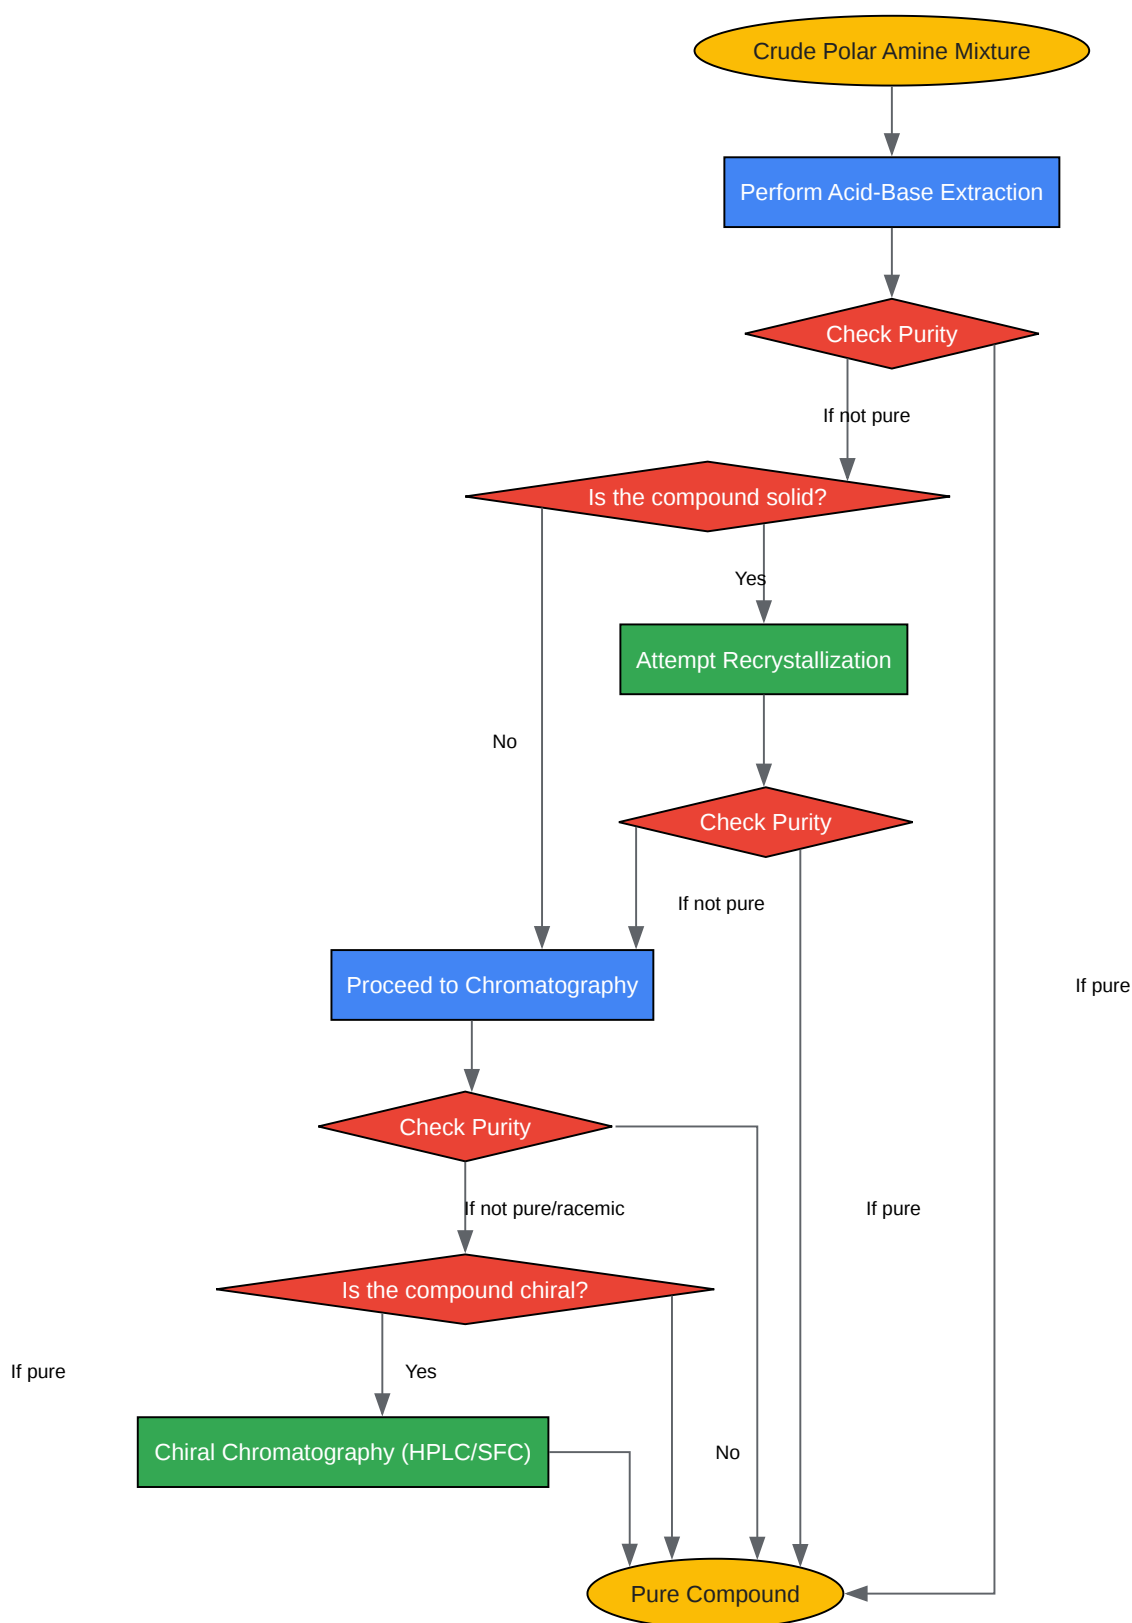 Crude Polar Amine Mixture
Perform Acid-Base Extraction
Check Purity
If not pure
Is the compound solid?
Yes
Attempt Recrystallization
No
Check Purity
If not pure
Proceed to Chromatography
If pure
Check Purity
If not pure/racemic
If pure
Is the compound chiral?
If pure
Yes
Chiral Chromatography (HPLC/SFC)
No
Pure Compound